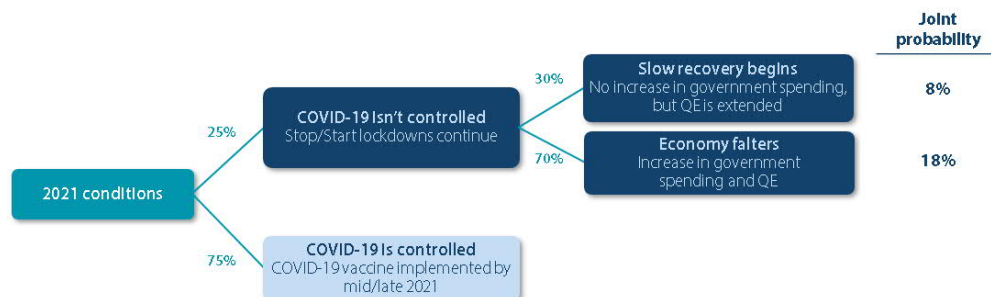 Joint
probability
30%
Slow recovery begins
No increase in government spending,
but QE is extended
8%
25%
COVID-19 isn't controlled
Stop/Start lockdowns continue
70%
Economy falters
Increase in government
spending and QE
18%
2021 conditions
75%
COVID-19 is controlled
COVID-19 vaccine implemented by
mid/late 2021